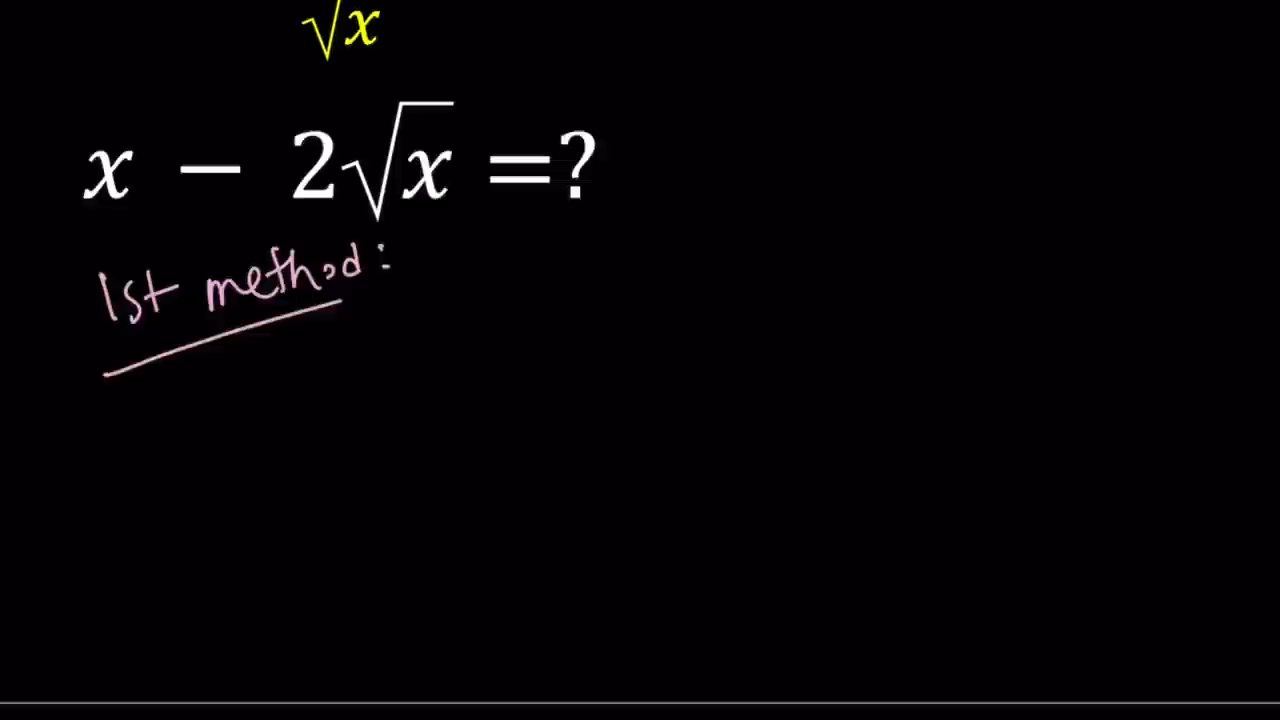 √x
x − 2√x =?
1st method: